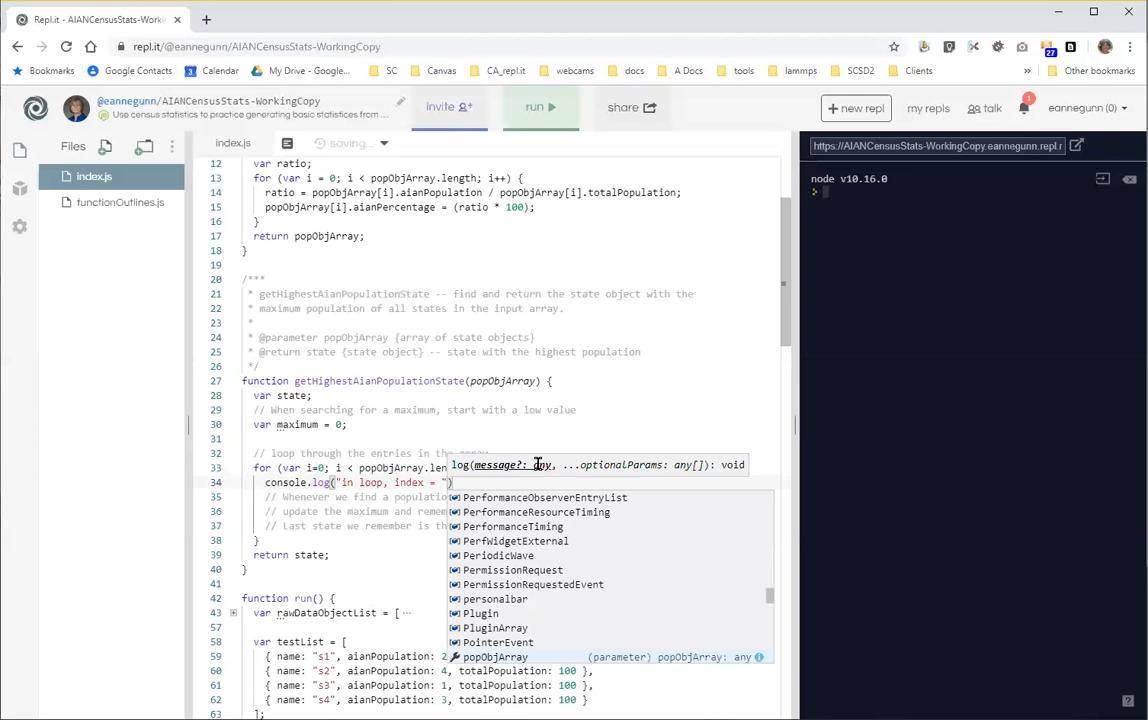 Repl.it - AIANCensusStats-Worki
repl.it/@eannegunn/AIANCensusStats-WorkingCopy
27
Bookmarks Google Contacts Calendar My Drive - Google... SC Canvas CA_repl.it webcams docs A Docs tools lammps SCSD2 Clients » Other bookmarks
@eannegunn/AIANCensusStats-WorkingCopy
Use census statistics to practice generating basic statistics from ...
invite run share + new repl my repls talk 1 eannegunn (0)
Files index.js saving...
index.js
functionOutlines.js
https://AIANCensusStats-WorkingCopy.eannegunn.repl.r
node v10.16.0
>
12 var ratio;
13 for (var i = 0; i < popObjArray.length; i++) {
14 ratio = popObjArray[i].aianPopulation / popObjArray[i].totalPopulation;
15 popObjArray[i].aianPercentage = (ratio * 100);
16 }
17 return popObjArray;
18 }
19
20 /***
21 * getHighestAianPopulationState -- find and return the state object with the
22 * maximum population of all states in the input array.
23 *
24 * @parameter popObjArray {array of state objects}
25 * @return state {state object} -- state with the highest population
26 */
27 function getHighestAianPopulationState(popObjArray) {
28 var state;
29 // When searching for a maximum, start with a low value
30 var maximum = 0;
31
32 // loop through the entries in the
33 for (var i=0; i < popObjArray.len
log(message?: any, ...optionalParams: any[]): void
34 console.log("in loop, index = ")
35 // Whenever we find a populatio
36 // update the maximum and remem
37 // Last state we remember is th
38 }
39 return state;
40 }
41
42 function run() {
43 var rawDataObjectList = [ ...
57
58 var testList = [
59 { name: "s1", aianPopulation: 2
60 { name: "s2", aianPopulation: 4, totalPopulation: 100 },
61 { name: "s3", aianPopulation: 1, totalPopulation: 100 },
62 { name: "s4", aianPopulation: 3, totalPopulation: 100 }
63 ];
PerformanceObserverEntryList
PerformanceResourceTiming
PerformanceTiming
PerfWidgetExternal
PeriodicWave
PermissionRequest
PermissionRequestedEvent
personalbar
Plugin
PluginArray
PointerEvent
popObjArray (parameter) popObjArray: any